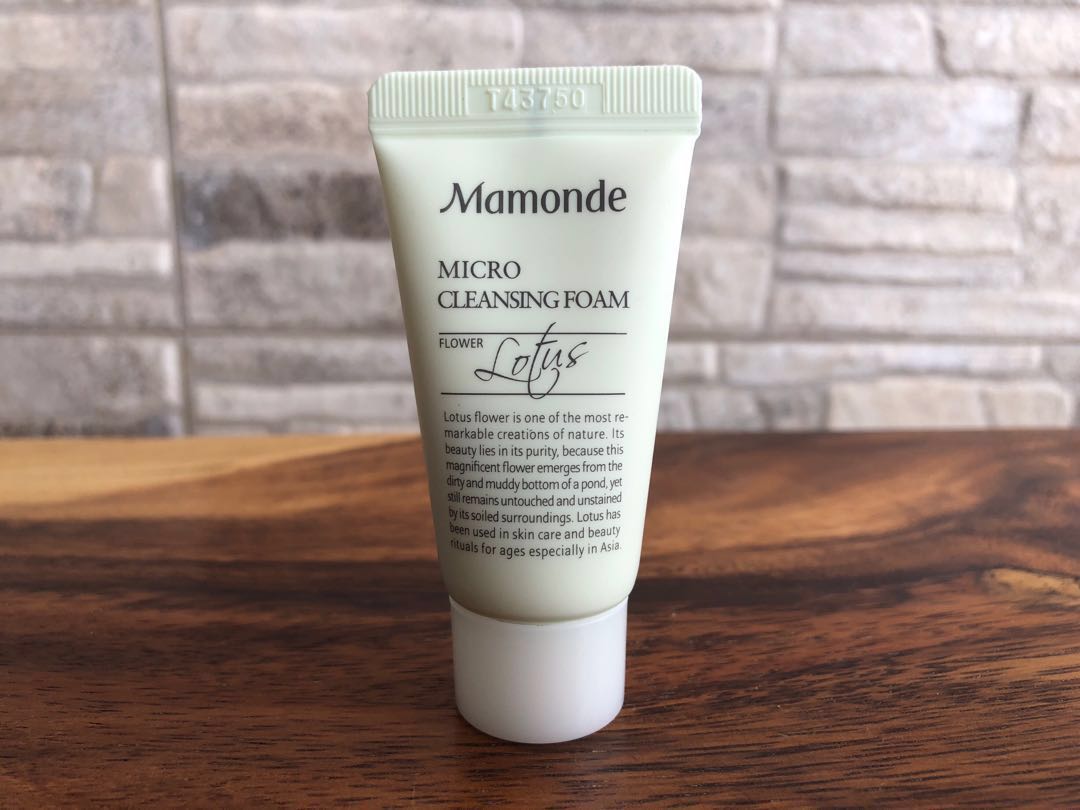 T43750
Mamonde
MICRO
CLEANSING FOAM
FLOWER Lotus
Lotus flower is one of the most re-
markable creations of nature. Its
beauty lies in its purity, because this
magnificent flower emerges from the
dirty and muddy bottom of a pond, yet
still remains untouched and unstained
by its soiled surroundings. Lotus has
been used in skin care and beauty
rituals for ages especially in Asia.